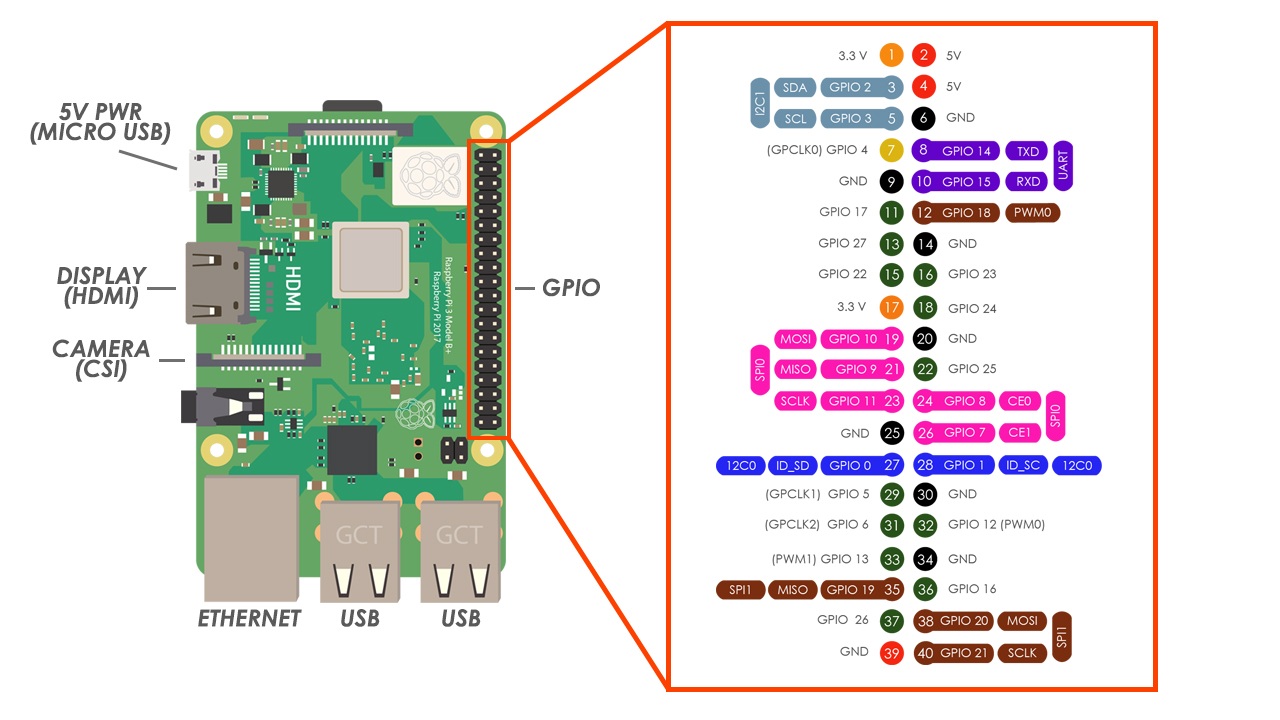 5V PWR
(MICRO USB)
DISPLAY
(HDMI)
CAMERA
(CSI)
HDMI
Raspberry Pi 3 Model B+
Raspberry Pi 2017
GPIO
GCT
GCT
ETHERNET
USB
USB
3.3 V 1 2 5V
I2C1
SDA GPIO 2 3 4 5V
SCL GPIO 3 5 6 GND
(GPCLK0) GPIO 4 7 8 GPIO 14 TXD
UART
GND 9 10 GPIO 15 RXD
GPIO 17 11 12 GPIO 18 PWM0
GPIO 27 13 14 GND
GPIO 22 15 16 GPIO 23
3.3 V 17 18 GPIO 24
MOSI GPIO 10 19 20 GND
SPI0
MISO GPIO 9 21 22 GPIO 25
SCLK GPIO 11 23 24 GPIO 8 CE0
SPI0
GND 25 26 GPIO 7 CE1
12C0 ID_SD GPIO 0 27 28 GPIO 1 ID_SC 12C0
(GPCLK1) GPIO 5 29 30 GND
(GPCLK2) GPIO 6 31 32 GPIO 12 (PWM0)
(PWM1) GPIO 13 33 34 GND
SPI1 MISO GPIO 19 35 36 GPIO 16
GPIO 26 37 38 GPIO 20 MOSI
SPI1
GND 39 40 GPIO 21 SCLK